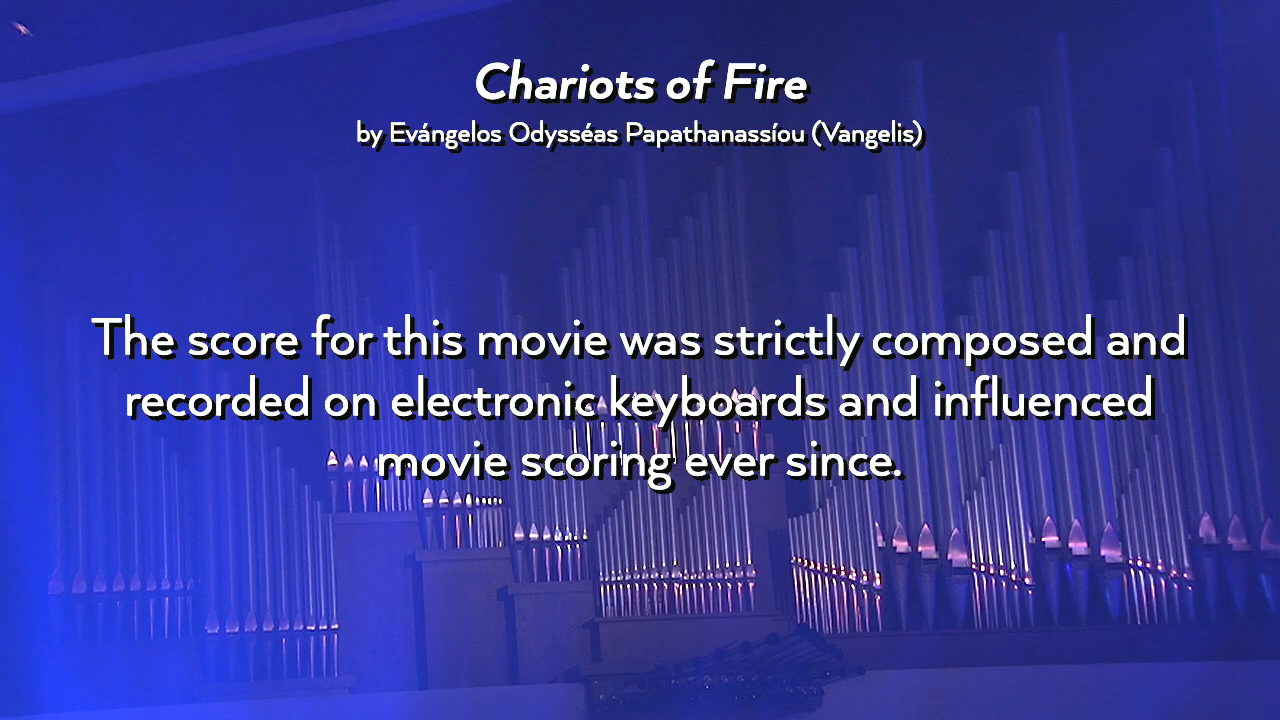 Chariots of Fire
by Evángelos Odysséas Papathanassíou (Vangelis)
The score for this movie was strictly composed and
recorded on electronic keyboards and influenced
movie scoring ever since.